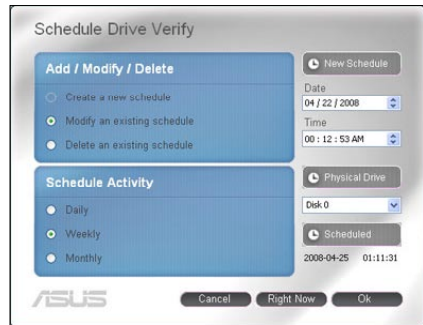 Schedule Drive Verify
Add / Modify / Delete
Create a new schedule
Modify an existing schedule
Delete an existing schedule
Schedule Activity
Daily
Weekly
Monthly
New Schedule
Date
04 / 22 / 2008
Time
00 : 12 : 53 AM
Physical Drive
Disk 0
Scheduled
2008-04-25 01:11:31
ASUS
Cancel
Right Now
Ok